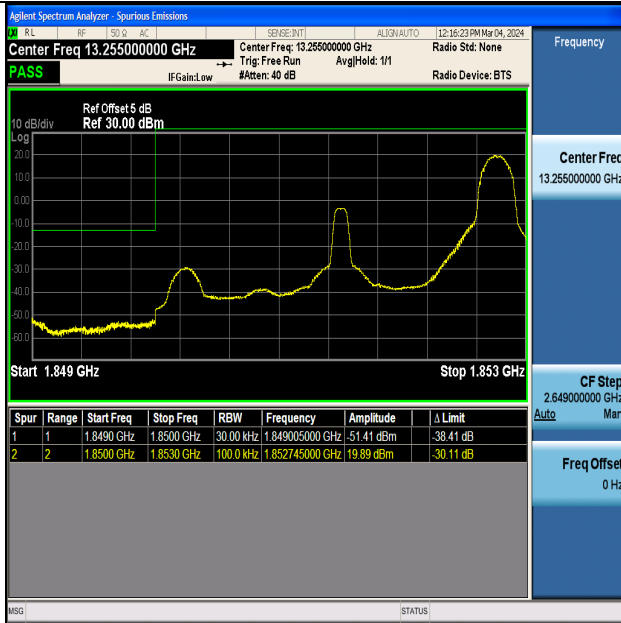 Agilent Spectrum Analyzer - Spurious Emissions
RL RF 50 Ω AC SENSE:INT ALIGN AUTO 12:16:23 PM Mar 04, 2024
Center Freq 13.255000000 GHz Center Freq: 13.255000000 GHz Radio Std: None
Trig: Free Run Avg|Hold: 1/1
PASS IFGain:Low #Atten: 40 dB Radio Device: BTS
Ref Offset 5 dB
10 dB/div Ref 30.00 dBm
Log
20.0
10.0
0.00
-10.0
-20.0
-30.0
-40.0
-50.0
-60.0
Start 1.849 GHz Stop 1.853 GHz
Spur Range Start Freq Stop Freq RBW Frequency Amplitude Δ Limit
1 1 1.8490 GHz 1.8500 GHz 30.00 kHz 1.849005000 GHz -51.41 dBm -38.41 dB
2 2 1.8500 GHz 1.8530 GHz 100.0 kHz 1.852745000 GHz 19.89 dBm -30.11 dB
Frequency
Center Freq
13.255000000 GHz
CF Step
2.649000000 GHz
Auto Man
Freq Offset
0 Hz
MSG STATUS